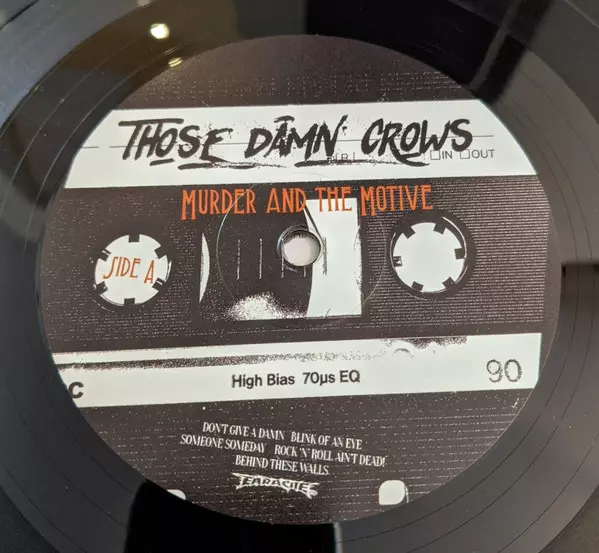 THOSE DAMN CROWS
IN OUT
MURDER AND THE MOTIVE
SIDE A
High Bias 70µs EQ
90
DON'T GIVE A DAMN BLINK OF AN EYE
SOMEONE SOMEDAY ROCK 'N' ROLL AIN'T DEAD!
BEHIND THESE WALLS
EARACHE